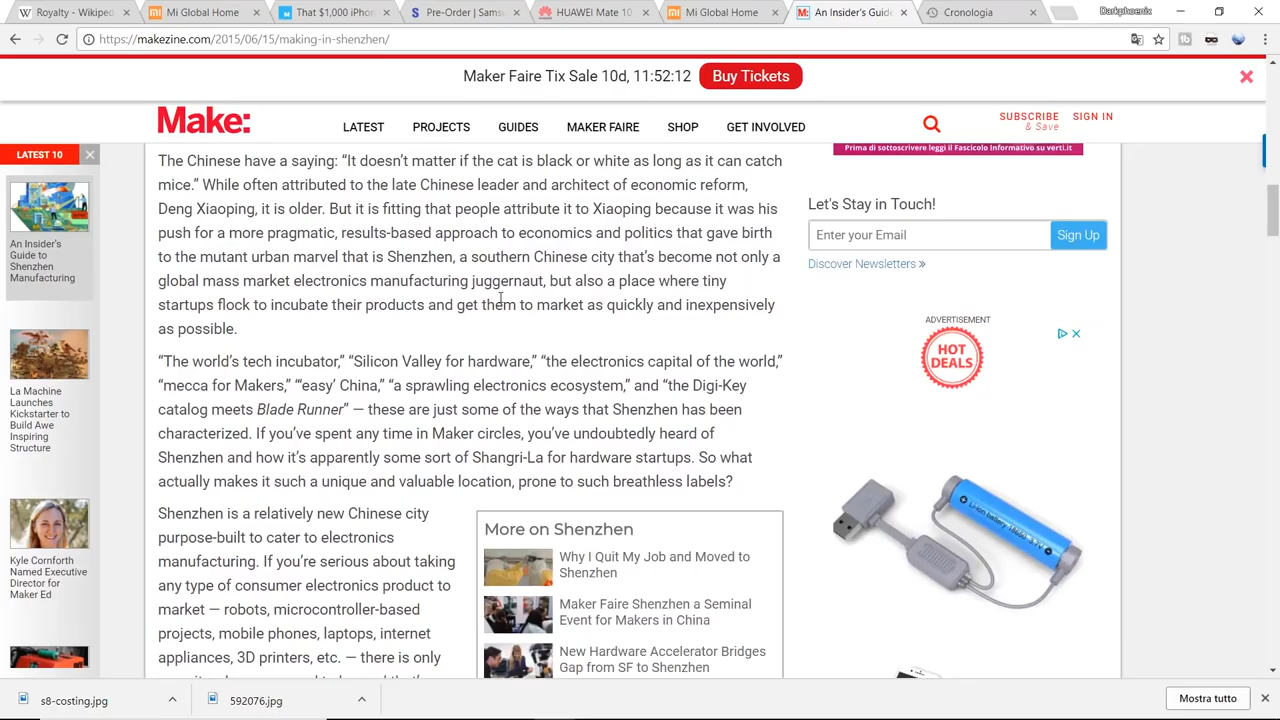 Royalty - Wikiped
Mi Global Home
That $1,000 iPhon
Pre-Order | Sams
HUAWEI Mate 10
Mi Global Home
An Insider's Guid
Cronologia
Darkphoenix
https://makezine.com/2015/06/15/making-in-shenzhen/
Maker Faire Tix Sale 10d, 11:52:12
Buy Tickets
Make:
LATEST
PROJECTS
GUIDES
MAKER FAIRE
SHOP
GET INVOLVED
SUBSCRIBE
& Save
SIGN IN
LATEST 10
An Insider's
Guide to
Shenzhen
Manufacturing
La Machine
Launches
Kickstarter to
Build Awe
Inspiring
Structure
Kyle Cornforth
Named Executive
Director for
Maker Ed
The Chinese have a saying: “It doesn’t matter if the cat is black or white as long as it can catch
mice.” While often attributed to the late Chinese leader and architect of economic reform,
Deng Xiaoping, it is older. But it is fitting that people attribute it to Xiaoping because it was his
push for a more pragmatic, results-based approach to economics and politics that gave birth
to the mutant urban marvel that is Shenzhen, a southern Chinese city that’s become not only a
global mass market electronics manufacturing juggernaut, but also a place where tiny
startups flock to incubate their products and get them to market as quickly and inexpensively
as possible.
“The world’s tech incubator,” “Silicon Valley for hardware,” “the electronics capital of the world,”
“mecca for Makers,” “‘easy’ China,” “a sprawling electronics ecosystem,” and “the Digi-Key
catalog meets Blade Runner” — these are just some of the ways that Shenzhen has been
characterized. If you’ve spent any time in Maker circles, you’ve undoubtedly heard of
Shenzhen and how it’s apparently some sort of Shangri-La for hardware startups. So what
actually makes it such a unique and valuable location, prone to such breathless labels?
Shenzhen is a relatively new Chinese city
purpose-built to cater to electronics
manufacturing. If you’re serious about taking
any type of consumer electronics product to
market — robots, microcontroller-based
projects, mobile phones, laptops, internet
appliances, 3D printers, etc. — there is only
More on Shenzhen
Why I Quit My Job and Moved to
Shenzhen
Maker Faire Shenzhen a Seminal
Event for Makers in China
New Hardware Accelerator Bridges
Gap from SF to Shenzhen
Prima di sottoscrivere leggi il Fascicolo Informativo su verti.it
Let's Stay in Touch!
Enter your Email
Sign Up
Discover Newsletters »
ADVERTISEMENT
HOT
DEALS
Li-ion battery 18650 3.7V
s8-costing.jpg
592076.jpg
Mostra tutto